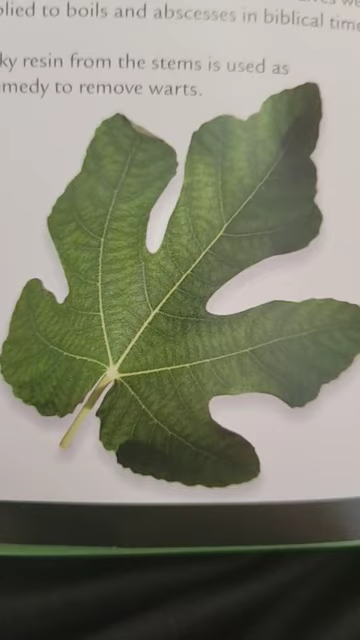 plied to boils and abscesses in biblical time
ky resin from the stems is used as
medy to remove warts.